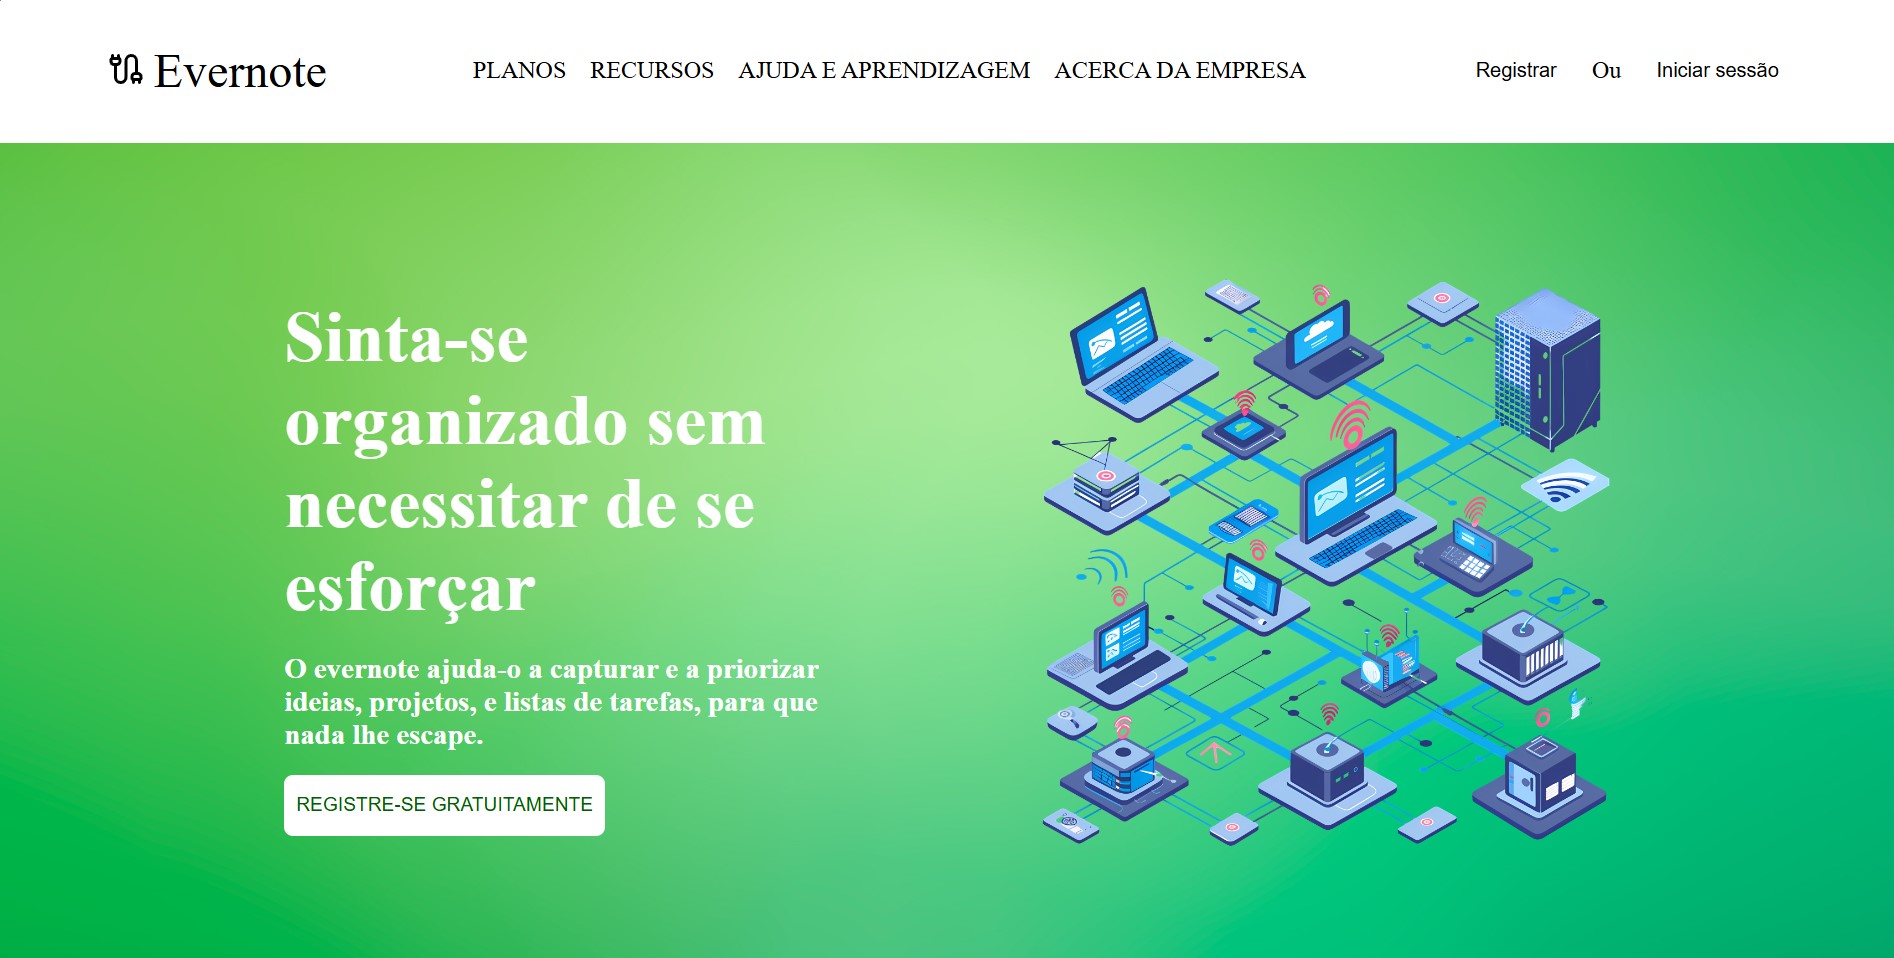 Evernote
PLANOS RECURSOS AJUDA E APRENDIZAGEM ACERCA DA EMPRESA
Registrar Ou Iniciar sessão
Sinta-se
organizado sem
necessitar de se
esforçar
O evernote ajuda-o a capturar e a priorizar
ideias, projetos, e listas de tarefas, para que
nada lhe escape.
REGISTRE-SE GRATUITAMENTE